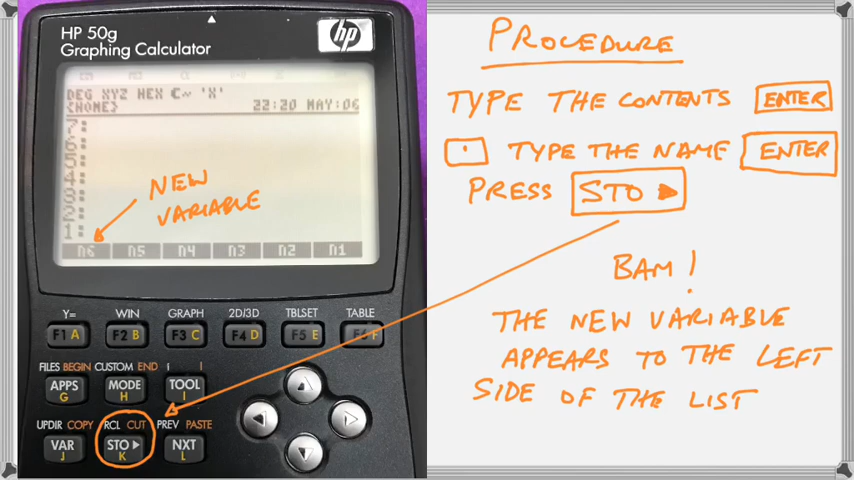 HP 50g
Graphing Calculator
hp
DEG XYZ HEX C~ 'X'
{HOME}
22:20 MAY:06
7:
6:
5:
4:
3:
2:
1:
n6 n5 n4 n3 n2 n1
NEW
VARIABLE
Y= WIN GRAPH 2D/3D TBLSET TABLE
F1 A F2 B F3 C F4 D F5 E F6 F
FILES BEGIN CUSTOM END i I
APPS G MODE H TOOL I
UPDIR COPY RCL CUT PREV PASTE
VAR J STO ▶ K NXT L
PROCEDURE
TYPE THE CONTENTS ENTER
' TYPE THE NAME ENTER
PRESS STO ▶
BAM!
THE NEW VARIABLE
APPEARS TO THE LEFT
SIDE OF THE LIST